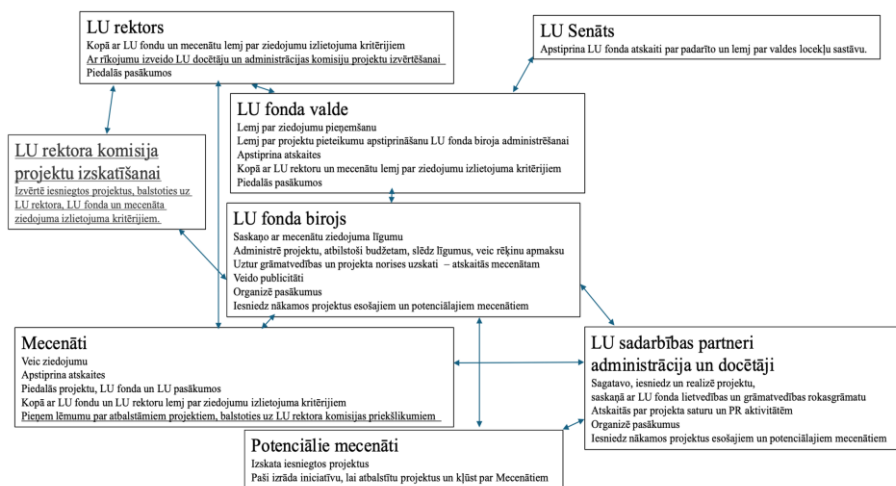 LU rektors
Kopā ar LU fondu un mecenātu lemj par ziedojumu izlietojuma kritērijiem
Ar rīkojumu izveido LU docētāju un administrācijas komisiju projektu izvērtēšanai
Piedalās pasākumos
LU Senāts
Apstiprina LU fonda atskaiti par padarīto un lemj par valdes locekļu sastāvu.
LU fonda valde
Lemj par ziedojumu pieņemšanu
Lemj par projektu pieteikumu apstiprināšanu LU fonda biroja administrēšanai
Apstiprina atskaites
Kopā ar LU rektoru un mecenātu lemj par ziedojumu izlietojuma kritērijiem
Piedalās pasākumos
LU rektora komisija
projektu izskatīšanai
Izvērtē iesniegtos projektus, balstoties uz
LU rektora, LU fonda un mecenāta
ziedojuma izlietojuma kritērijiem.
LU fonda birojs
Saskaņo ar mecenātu ziedojuma līgumu
Administrē projektu, atbilstoši budžetam, slēdz līgumus, veic rēķinu apmaksu
Uztur grāmatvedības un projekta norises uzskati – atskaitās mecenātam
Veido publicitāti
Organizē pasākumus
Iesniedz nākamos projektus esošajiem un potenciālajiem mecenātiem
Mecenāti
Veic ziedojumu
Apstiprina atskaites
Piedalās projektu, LU fonda un LU pasākumos
Kopā ar LU fondu un LU rektoru lemj par ziedojumu izlietojuma kritērijiem
Pieņem lēmumu par atbalstāmiem projektiem, balstoties uz LU rektora komisijas priekšlikumiem
LU sadarbības partneri
administrācija un docētāji
Sagatavo, iesniedz un realizē projektu,
saskaņā ar LU fonda lietvedības un grāmatvedības rokasgrāmatu
Atskaitās par projekta saturu un PR aktivitātēm
Organizē pasākumus
Iesniedz nākamos projektus esošajiem un potenciālajiem mecenātiem
Potenciālie mecenāti
Izskata iesniegtos projektus
Paši izrāda iniciatīvu, lai atbalstītu projektus un kļūst par Mecenātiem